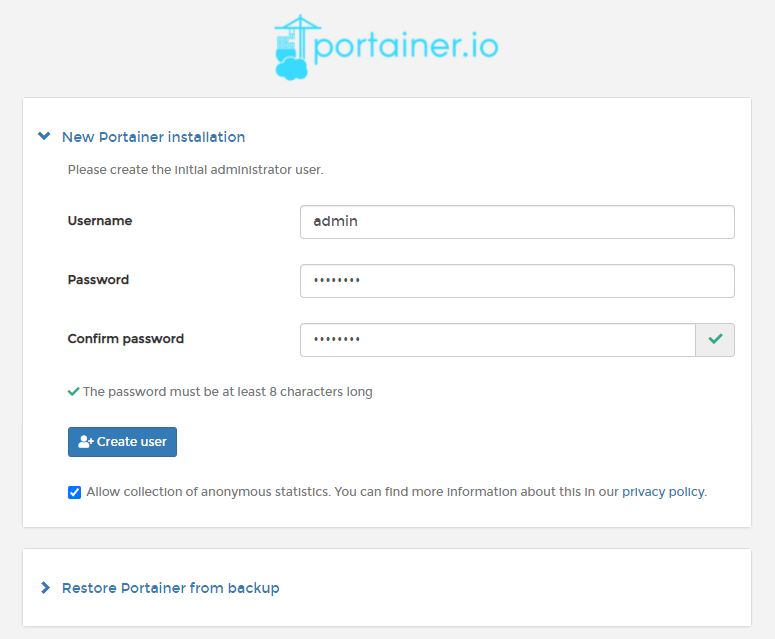 portainer.io
New Portainer installation
Please create the initial administrator user.
Username
admin
Password
••••••••
Confirm password
••••••••
The password must be at least 8 characters long
Create user
Allow collection of anonymous statistics. You can find more information about this in our privacy policy.
Restore Portainer from backup